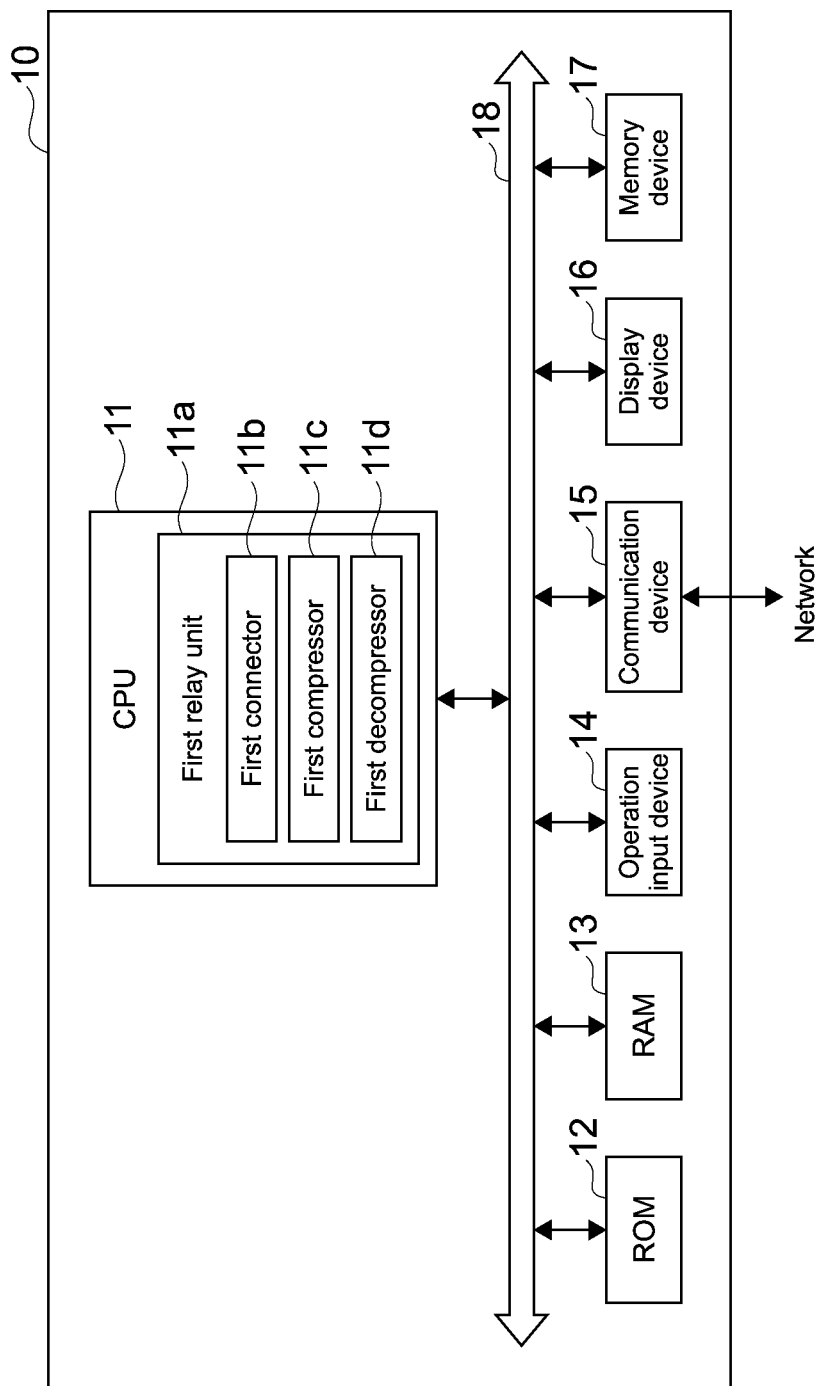 10
11
CPU
11a
First relay unit
11b
First connector
11c
First compressor
11d
First decompressor
18
12
ROM
13
RAM
14
Operation
input device
15
Communication
device
16
Display
device
17
Memory
device
Network